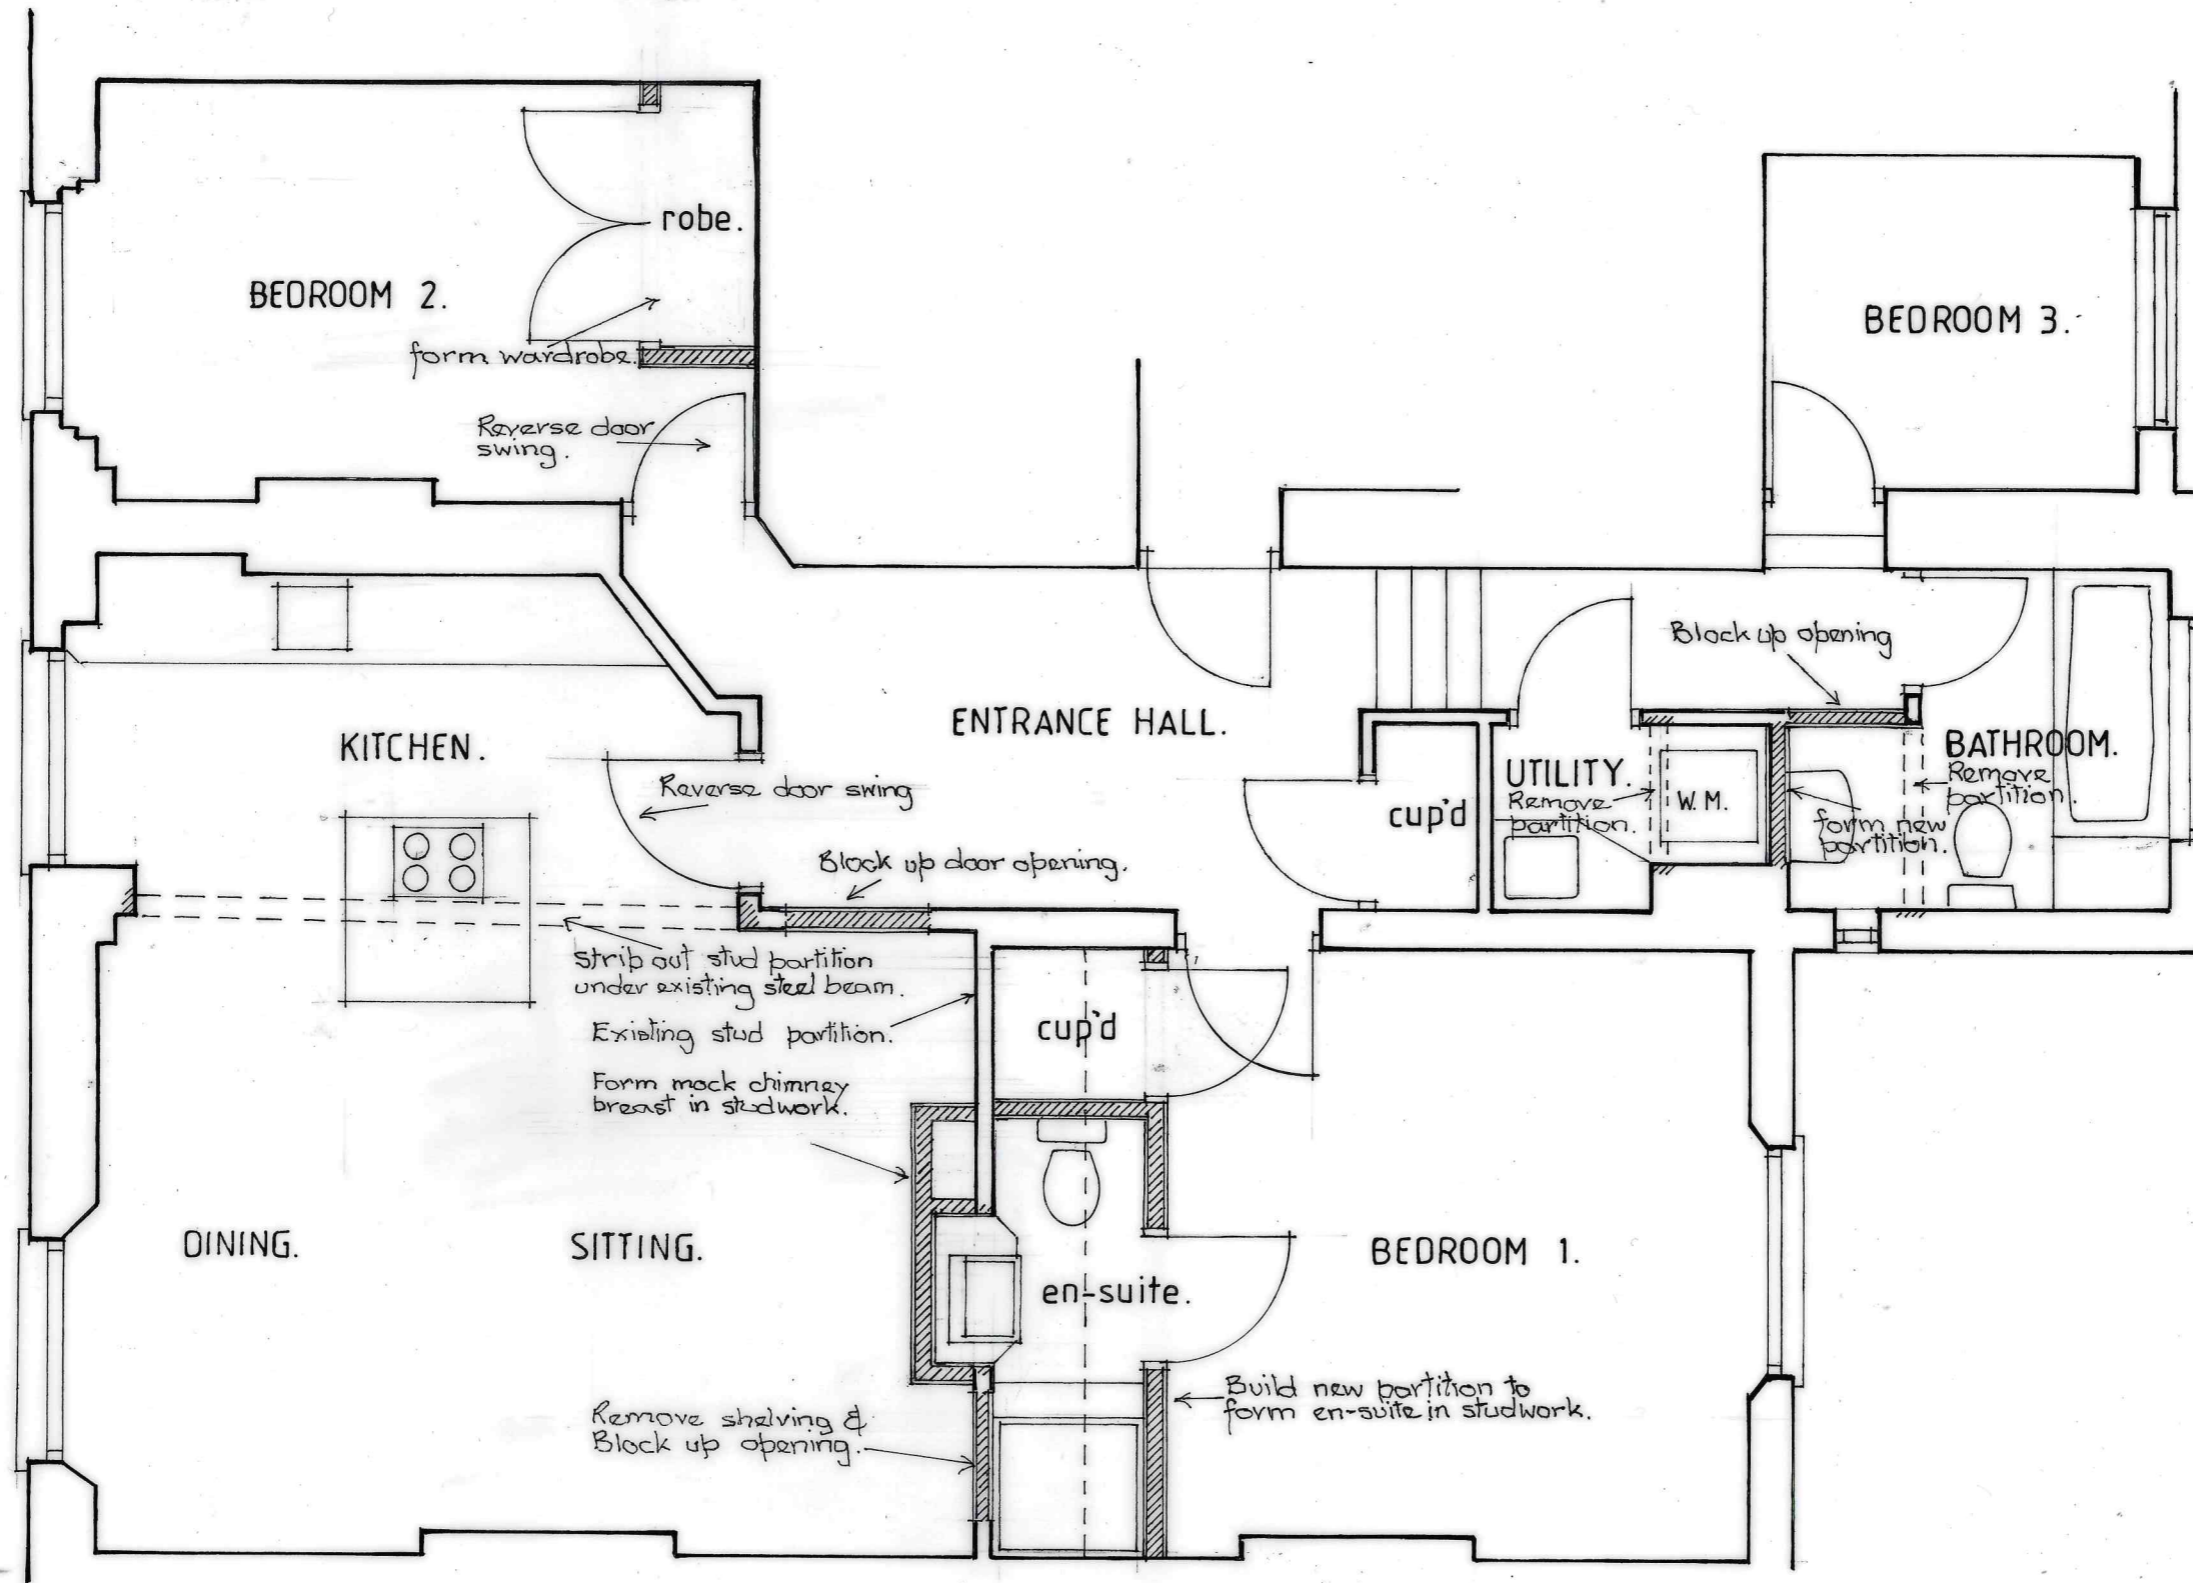 robe.
BEDROOM 2.
form wardrobe.
Reverse door
swing.
BEDROOM 3.
Block up opening
ENTRANCE HALL.
KITCHEN.
Reverse door swing
Block up door opening.
cup'd
UTILITY.
Remove
partition.
W.M.
BATHROOM.
Remove
partition.
form new
partition.
Strip out stud partition
under existing steel beam.
Existing stud partition.
Form mock chimney
breast in studwork.
cup'd
DINING.
SITTING.
en-suite.
BEDROOM 1.
Build new partition to
form en-suite in studwork.
Remove shelving &
Block up opening.